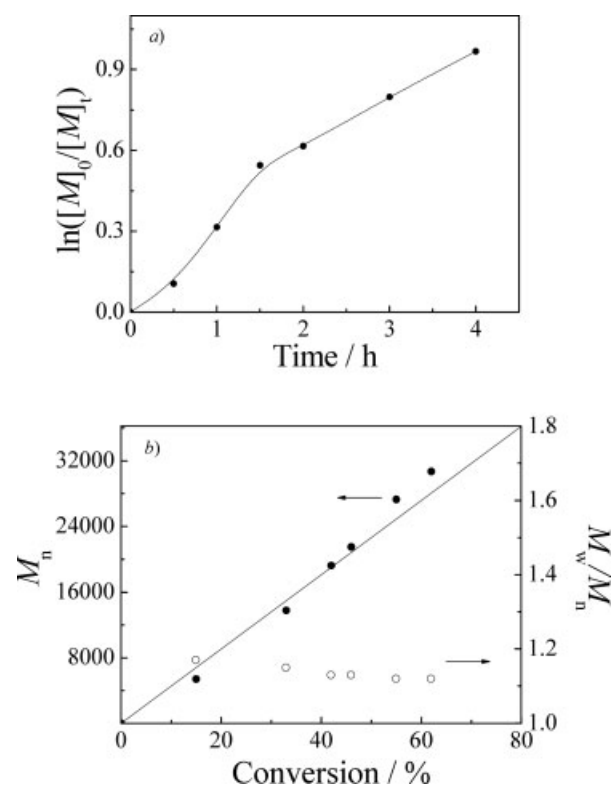 a)
ln([M]₀/[M]ₜ)
0.9
0.6
0.3
0.0
0 1 2 3 4
Time / h
b)
Mₙ
32000
24000
16000
8000
1.8
1.6
1.4
1.2
1.0
M_w/Mₙ
0 20 40 60 80
Conversion / %